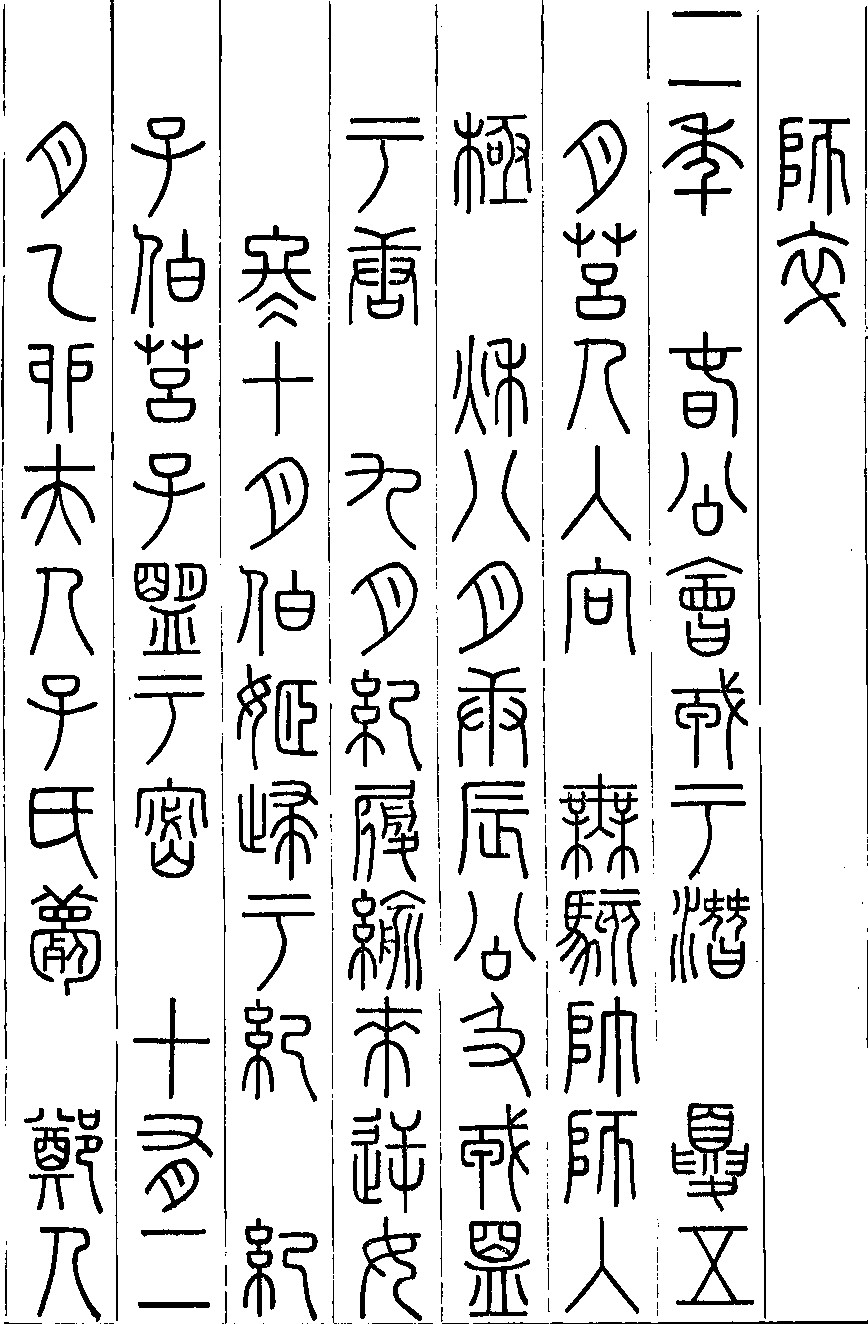 師卒
二年　春公會戎于潛　夏五
月莒人入向　無駭帥師入
極　秋八月庚辰公及戎盟
于唐　九月紀履緰來逆女
冬十月伯姬歸于紀　紀
子伯莒子盟于密　十有二
月乙卯夫人子氏薨　鄭人